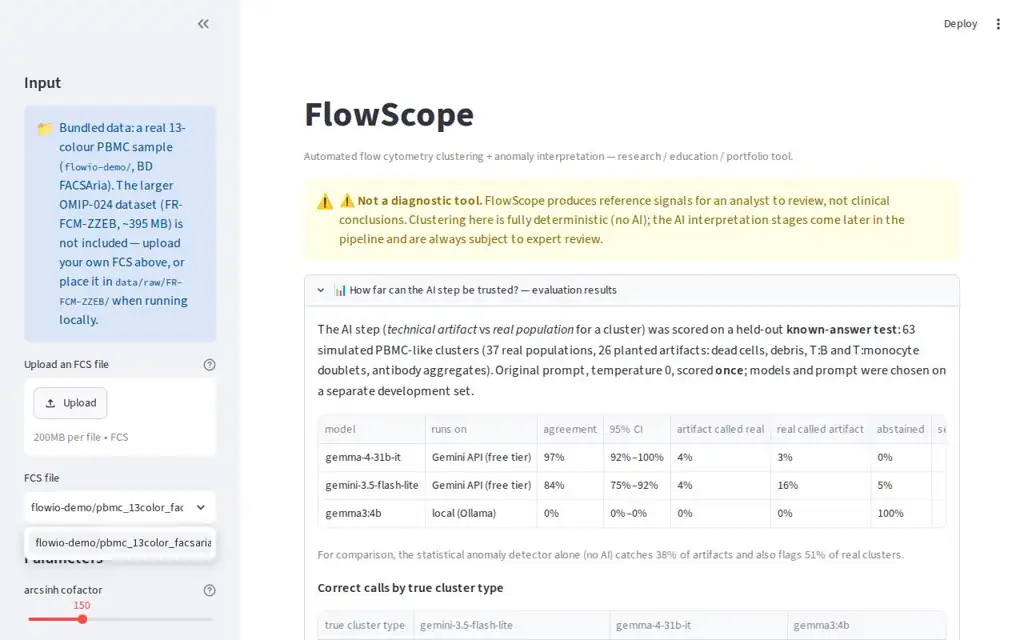 Deploy
Input
📁 Bundled data: a real 13-
colour PBMC sample
(flowio-demo/, BD
FACSAria). The larger
OMIP-024 dataset (FR-
FCM-ZZEB, ~395 MB) is
not included — upload
your own FCS above, or
place it in data/raw/FR-
FCM-ZZEB/ when running
locally.
Upload an FCS file
Upload
200MB per file • FCS
FCS file
flowio-demo/pbmc_13color_fac
flowio-demo/pbmc_13color_facsaria
Parameters
arcsinh cofactor
150
FlowScope
Automated flow cytometry clustering + anomaly interpretation — research / education / portfolio tool.
⚠️ ⚠️ Not a diagnostic tool. FlowScope produces reference signals for an analyst to review, not clinical
conclusions. Clustering here is fully deterministic (no AI); the AI interpretation stages come later in the
pipeline and are always subject to expert review.
📊 How far can the AI step be trusted? — evaluation results
The AI step (technical artifact vs real population for a cluster) was scored on a held-out known-answer test: 63
simulated PBMC-like clusters (37 real populations, 26 planted artifacts: dead cells, debris, T:B and T:monocyte
doublets, antibody aggregates). Original prompt, temperature 0, scored once; models and prompt were chosen on
a separate development set.
model runs on agreement 95% CI artifact called real real called artifact abstained se
gemma-4-31b-it Gemini API (free tier) 97% 92%–100% 4% 3% 0%
gemini-3.5-flash-lite Gemini API (free tier) 84% 75%–92% 4% 16% 5%
gemma3:4b local (Ollama) 0% 0%–0% 0% 0% 100%
For comparison, the statistical anomaly detector alone (no AI) catches 38% of artifacts and also flags 51% of real clusters.
Correct calls by true cluster type
true cluster type gemini-3.5-flash-lite gemma-4-31b-it gemma3:4b